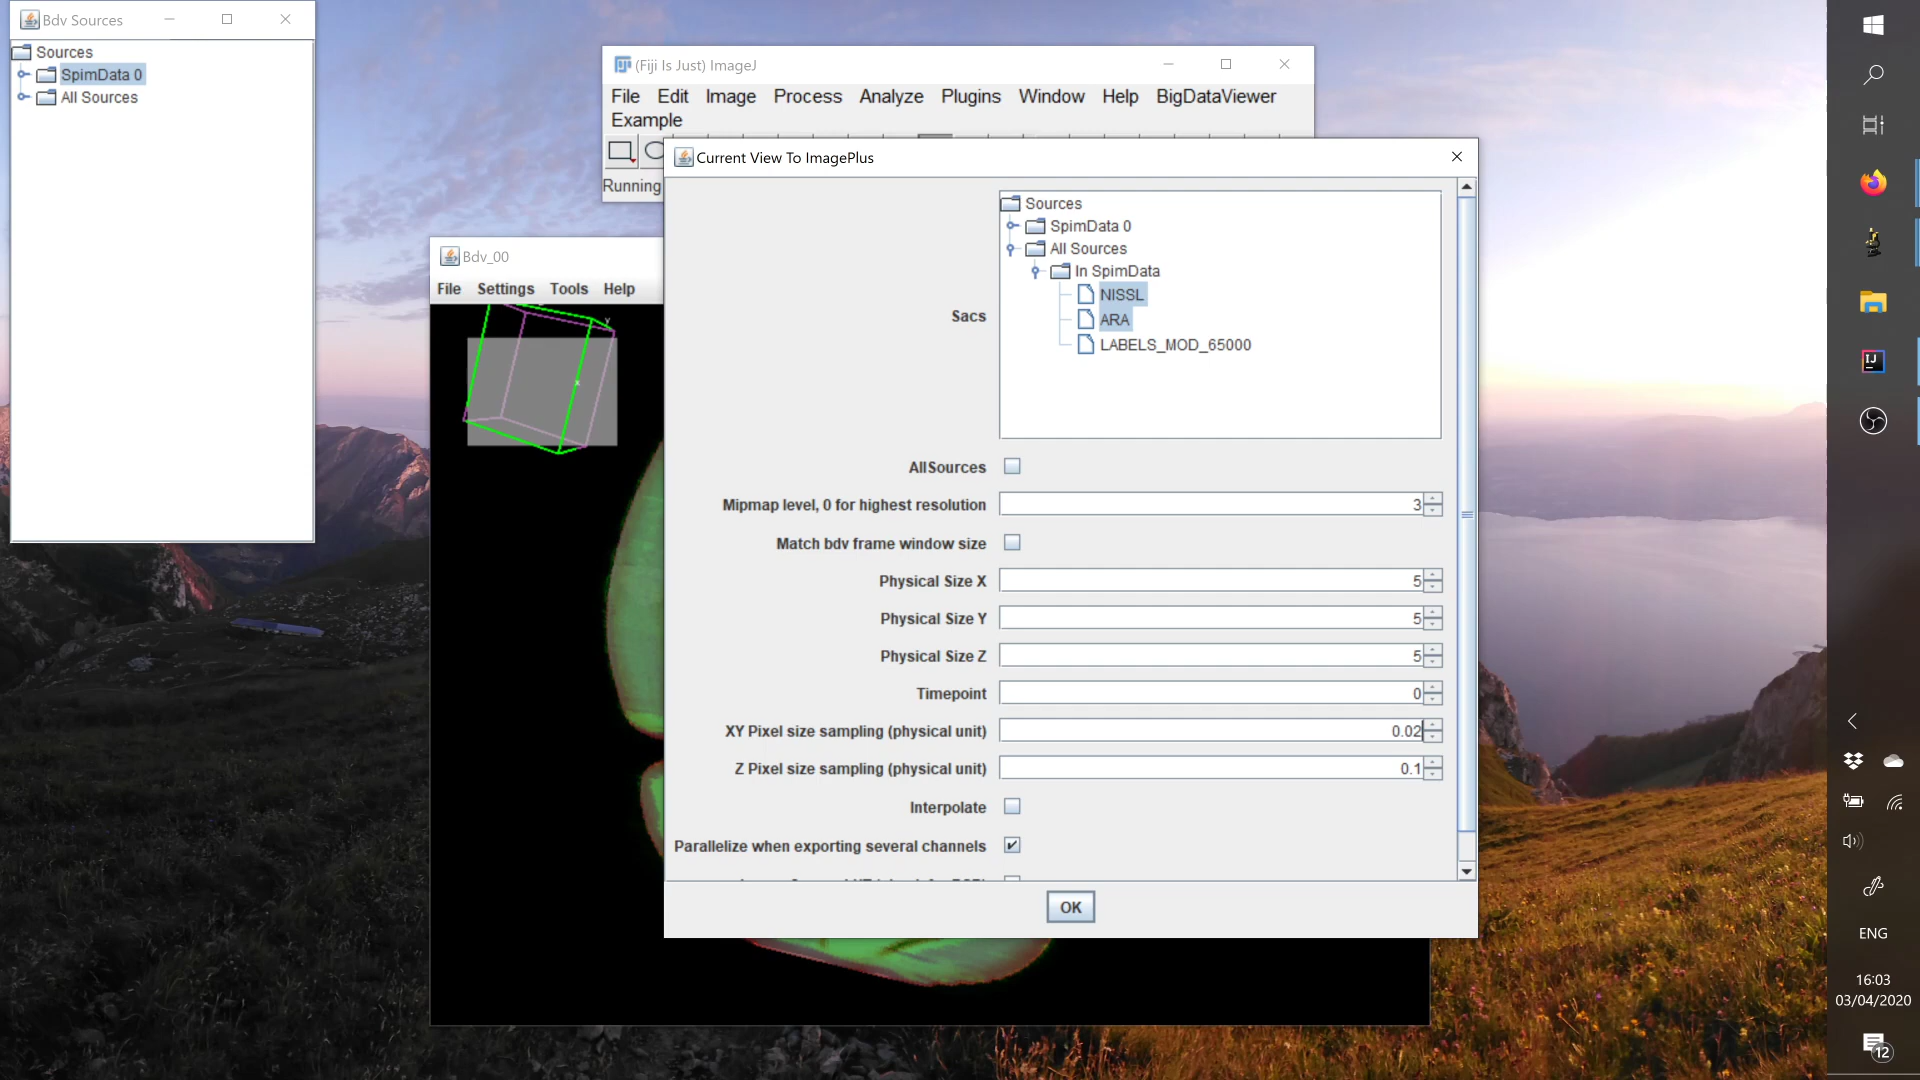 Bdv Sources
Sources
SpimData 0
All Sources
(Fiji Is Just) ImageJ
File Edit Image Process Analyze Plugins Window Help BigDataViewer
Example
Running
Bdv_00
File Settings Tools Help
Y
x
Current View To ImagePlus
Sacs
Sources
SpimData 0
All Sources
In SpimData
NISSL
ARA
LABELS_MOD_65000
AllSources
Mipmap level, 0 for highest resolution 3
Match bdv frame window size
Physical Size X 5
Physical Size Y 5
Physical Size Z 5
Timepoint 0
XY Pixel size sampling (physical unit) 0.02
Z Pixel size sampling (physical unit) 0.1
Interpolate
Parallelize when exporting several channels
OK
IJ
ENG
16:03
03/04/2020
12